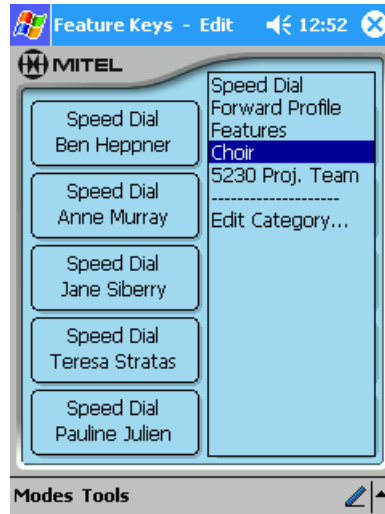 Feature Keys - Edit 12:52
MITEL
Speed Dial
Ben Heppner
Speed Dial
Anne Murray
Speed Dial
Jane Siberry
Speed Dial
Teresa Stratas
Speed Dial
Pauline Julien
Speed Dial
Forward Profile
Features
Choir
5230 Proj. Team
--------------------
Edit Category...
Modes Tools